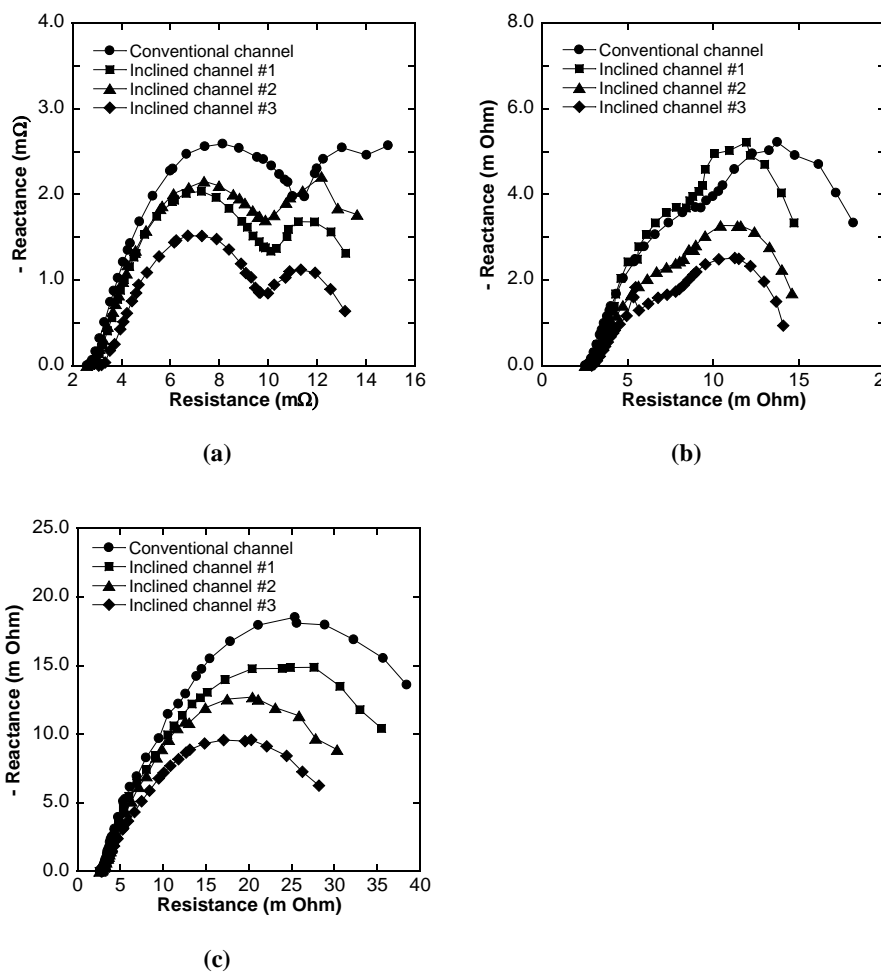 4.0
3.0
2.0
1.0
0.0
- Reactance (mΩ)
Conventional channel
Inclined channel #1
Inclined channel #2
Inclined channel #3
2 4 6 8 10 12 14 16
Resistance (mΩ)
(a)
8.0
6.0
4.0
2.0
0.0
- Reactance (m Ohm)
Conventional channel
Inclined channel #1
Inclined channel #2
Inclined channel #3
0 5 10 15
Resistance (m Ohm)
(b)
25.0
20.0
15.0
10.0
5.0
0.0
- Reactance (m Ohm)
Conventional channel
Inclined channel #1
Inclined channel #2
Inclined channel #3
0 5 10 15 20 25 30 35 40
Resistance (m Ohm)
(c)